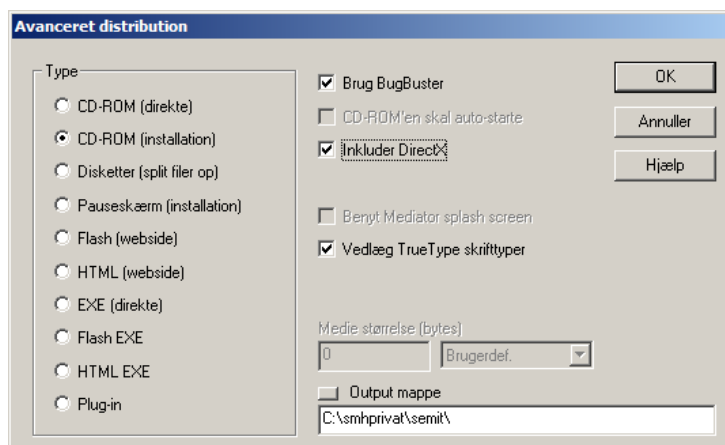 Avanceret distribution
Type
CD-ROM (direkte)
CD-ROM (installation)
Disketter (split filer op)
Pauseskærm (installation)
Flash (webside)
HTML (webside)
EXE (direkte)
Flash EXE
HTML EXE
Plug-in
Brug BugBuster
CD-ROM'en skal auto-starte
Inkluder DirectX
Benyt Mediator splash screen
Vedlæg TrueType skrifttyper
Medie størrelse (bytes)
0 Brugerdef.
Output mappe
C:\smhprivat\semit\
OK
Annuller
Hjælp